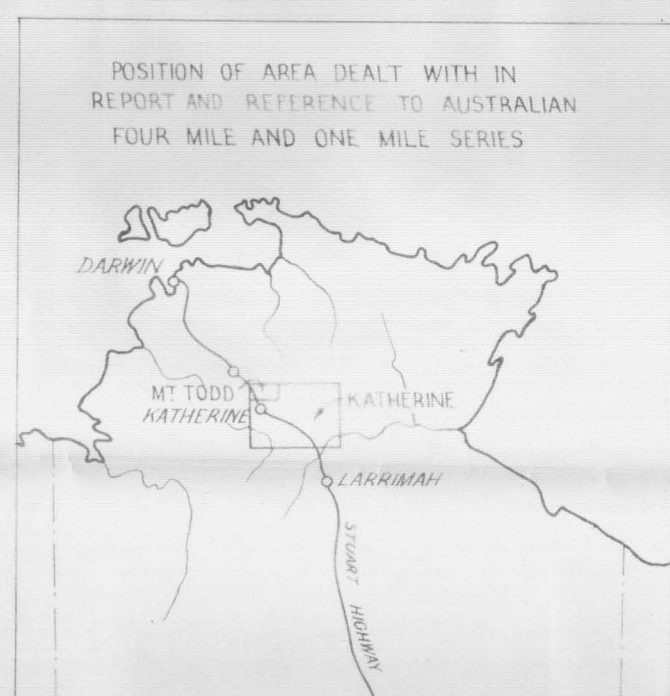 POSITION OF AREA DEALT WITH IN
REPORT AND REFERENCE TO AUSTRALIAN
FOUR MILE AND ONE MILE SERIES
DARWIN
MT. TODD
KATHERINE
KATHERINE
LARRIMAH
STUART HIGHWAY